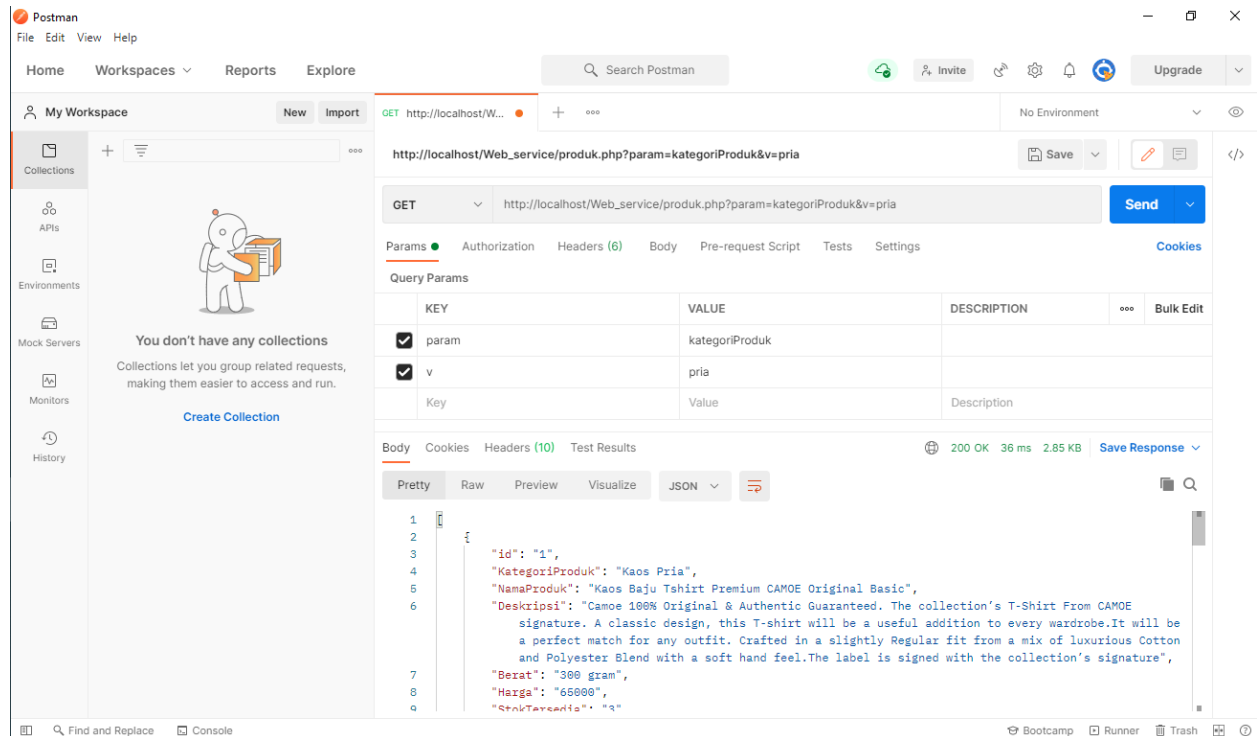 Postman
File Edit View Help
Home Workspaces Reports Explore Search Postman Invite Upgrade
My Workspace New Import GET http://localhost/W... No Environment
Collections
APIs
Environments
Mock Servers
Monitors
History
You don't have any collections
Collections let you group related requests,
making them easier to access and run.
Create Collection
http://localhost/Web_service/produk.php?param=kategoriProduk&v=pria Save
GET http://localhost/Web_service/produk.php?param=kategoriProduk&v=pria Send
Params Authorization Headers (6) Body Pre-request Script Tests Settings Cookies
Query Params
KEY VALUE DESCRIPTION Bulk Edit
param kategoriProduk
v pria
Key Value Description
Body Cookies Headers (10) Test Results 200 OK 36 ms 2.85 KB Save Response
Pretty Raw Preview Visualize JSON
1 [
2 {
3 "id": "1",
4 "KategoriProduk": "Kaos Pria",
5 "NamaProduk": "Kaos Baju Tshirt Premium CAMOE Original Basic",
6 "Deskripsi": "Camoe 100% Original & Authentic Guaranteed. The collection's T-Shirt From CAMOE
signature. A classic design, this T-shirt will be a useful addition to every wardrobe.It will be
a perfect match for any outfit. Crafted in a slightly Regular fit from a mix of luxurious Cotton
and Polyester Blend with a soft hand feel.The label is signed with the collection's signature",
7 "Berat": "300 gram",
8 "Harga": "65000",
9 "StokTersedia": "3"
Find and Replace Console Bootcamp Runner Trash